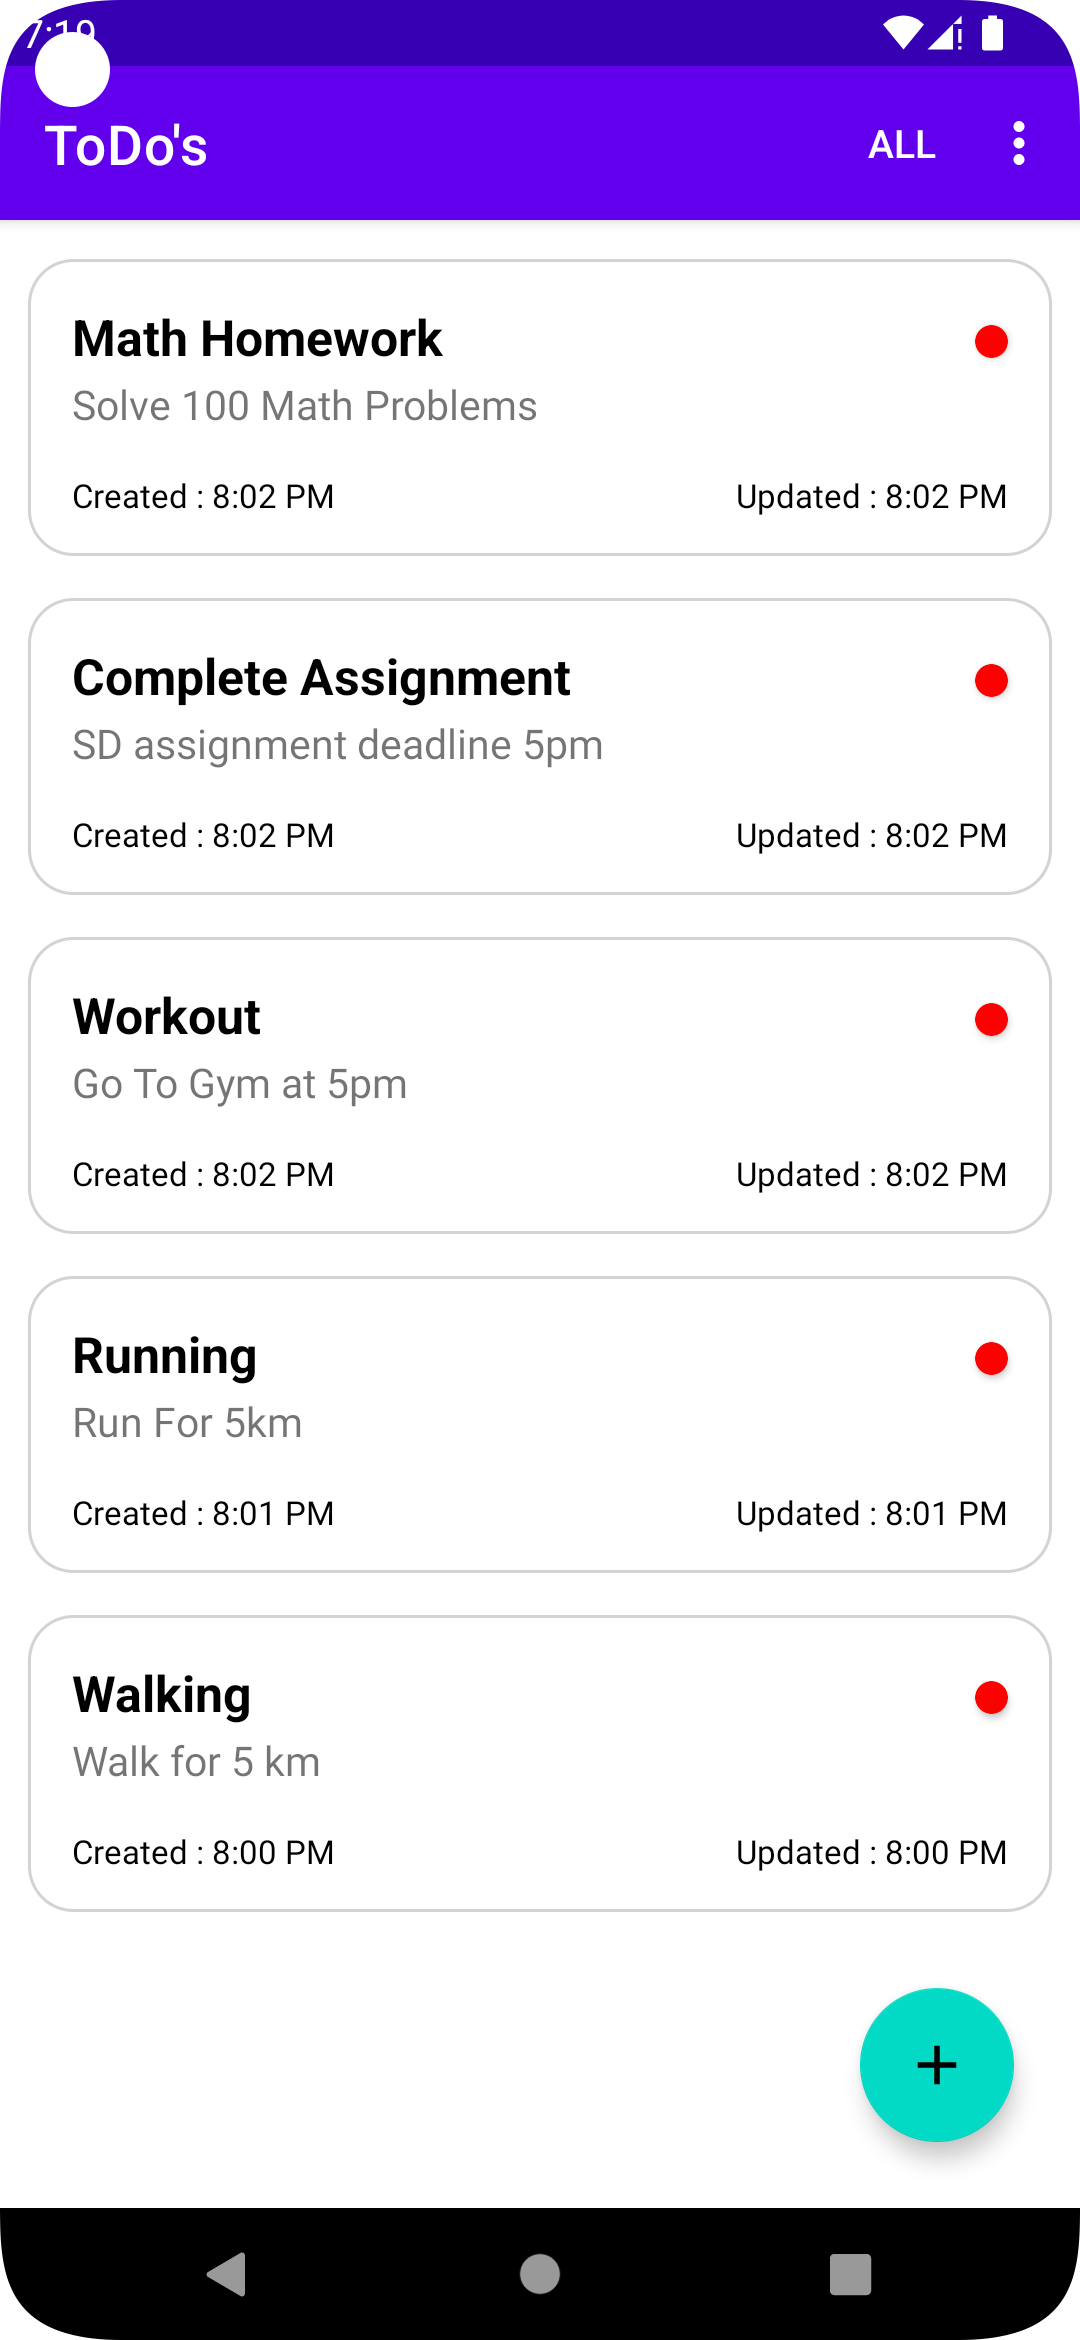 ToDo's
ALL
Math Homework
Solve 100 Math Problems
Created : 8:02 PM Updated : 8:02 PM
Complete Assignment
SD assignment deadline 5pm
Created : 8:02 PM Updated : 8:02 PM
Workout
Go To Gym at 5pm
Created : 8:02 PM Updated : 8:02 PM
Running
Run For 5km
Created : 8:01 PM Updated : 8:01 PM
Walking
Walk for 5 km
Created : 8:00 PM Updated : 8:00 PM